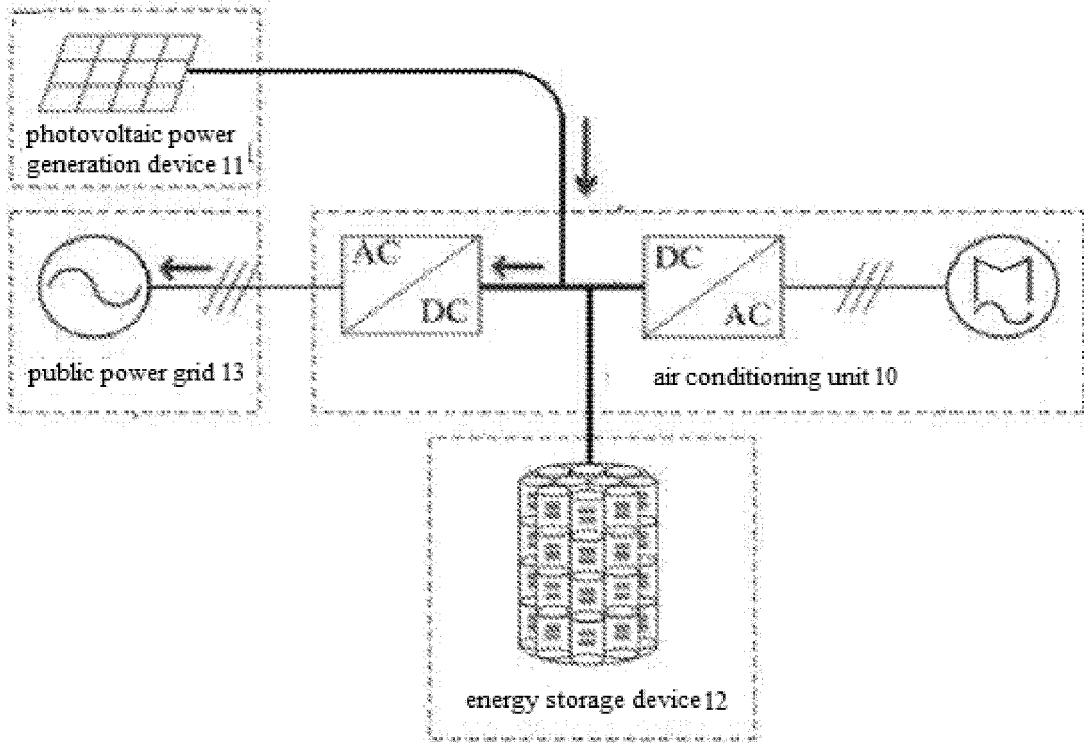 photovoltaic power
generation device 11
AC
DC
DC
AC
public power grid 13
air conditioning unit 10
energy storage device 12